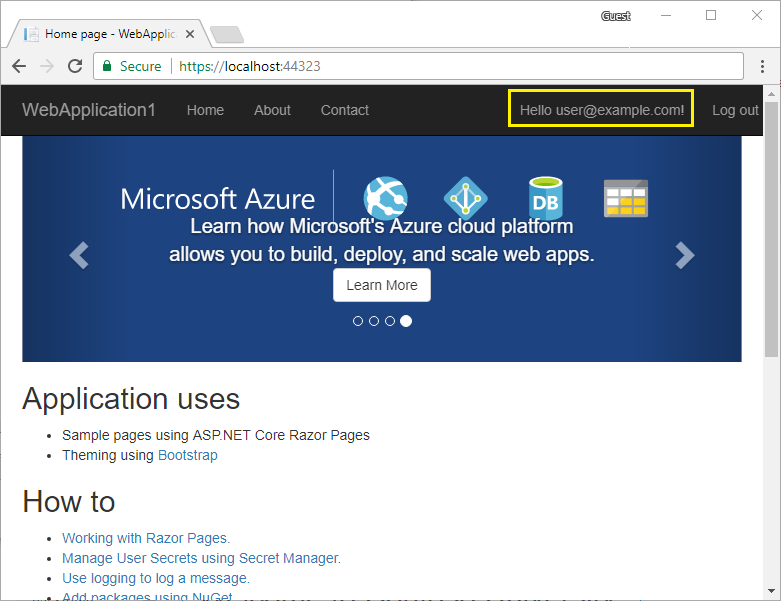 Guest
Home page - WebApplic
Secure https://localhost:44323
WebApplication1 Home About Contact Hello user@example.com! Log out
Microsoft Azure
DB
Learn how Microsoft's Azure cloud platform
allows you to build, deploy, and scale web apps.
Learn More
Application uses
Sample pages using ASP.NET Core Razor Pages
Theming using Bootstrap
How to
Working with Razor Pages.
Manage User Secrets using Secret Manager.
Use logging to log a message.
Add packages using NuGet.